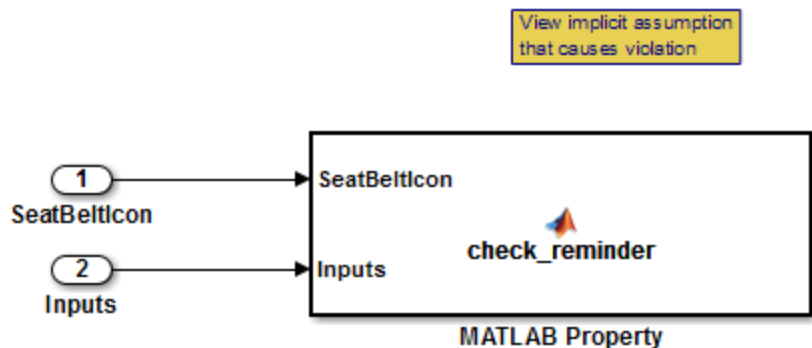 View implicit assumption
that causes violation
1
SeatBeltIcon
SeatBeltIcon
check_reminder
2
Inputs
Inputs
MATLAB Property